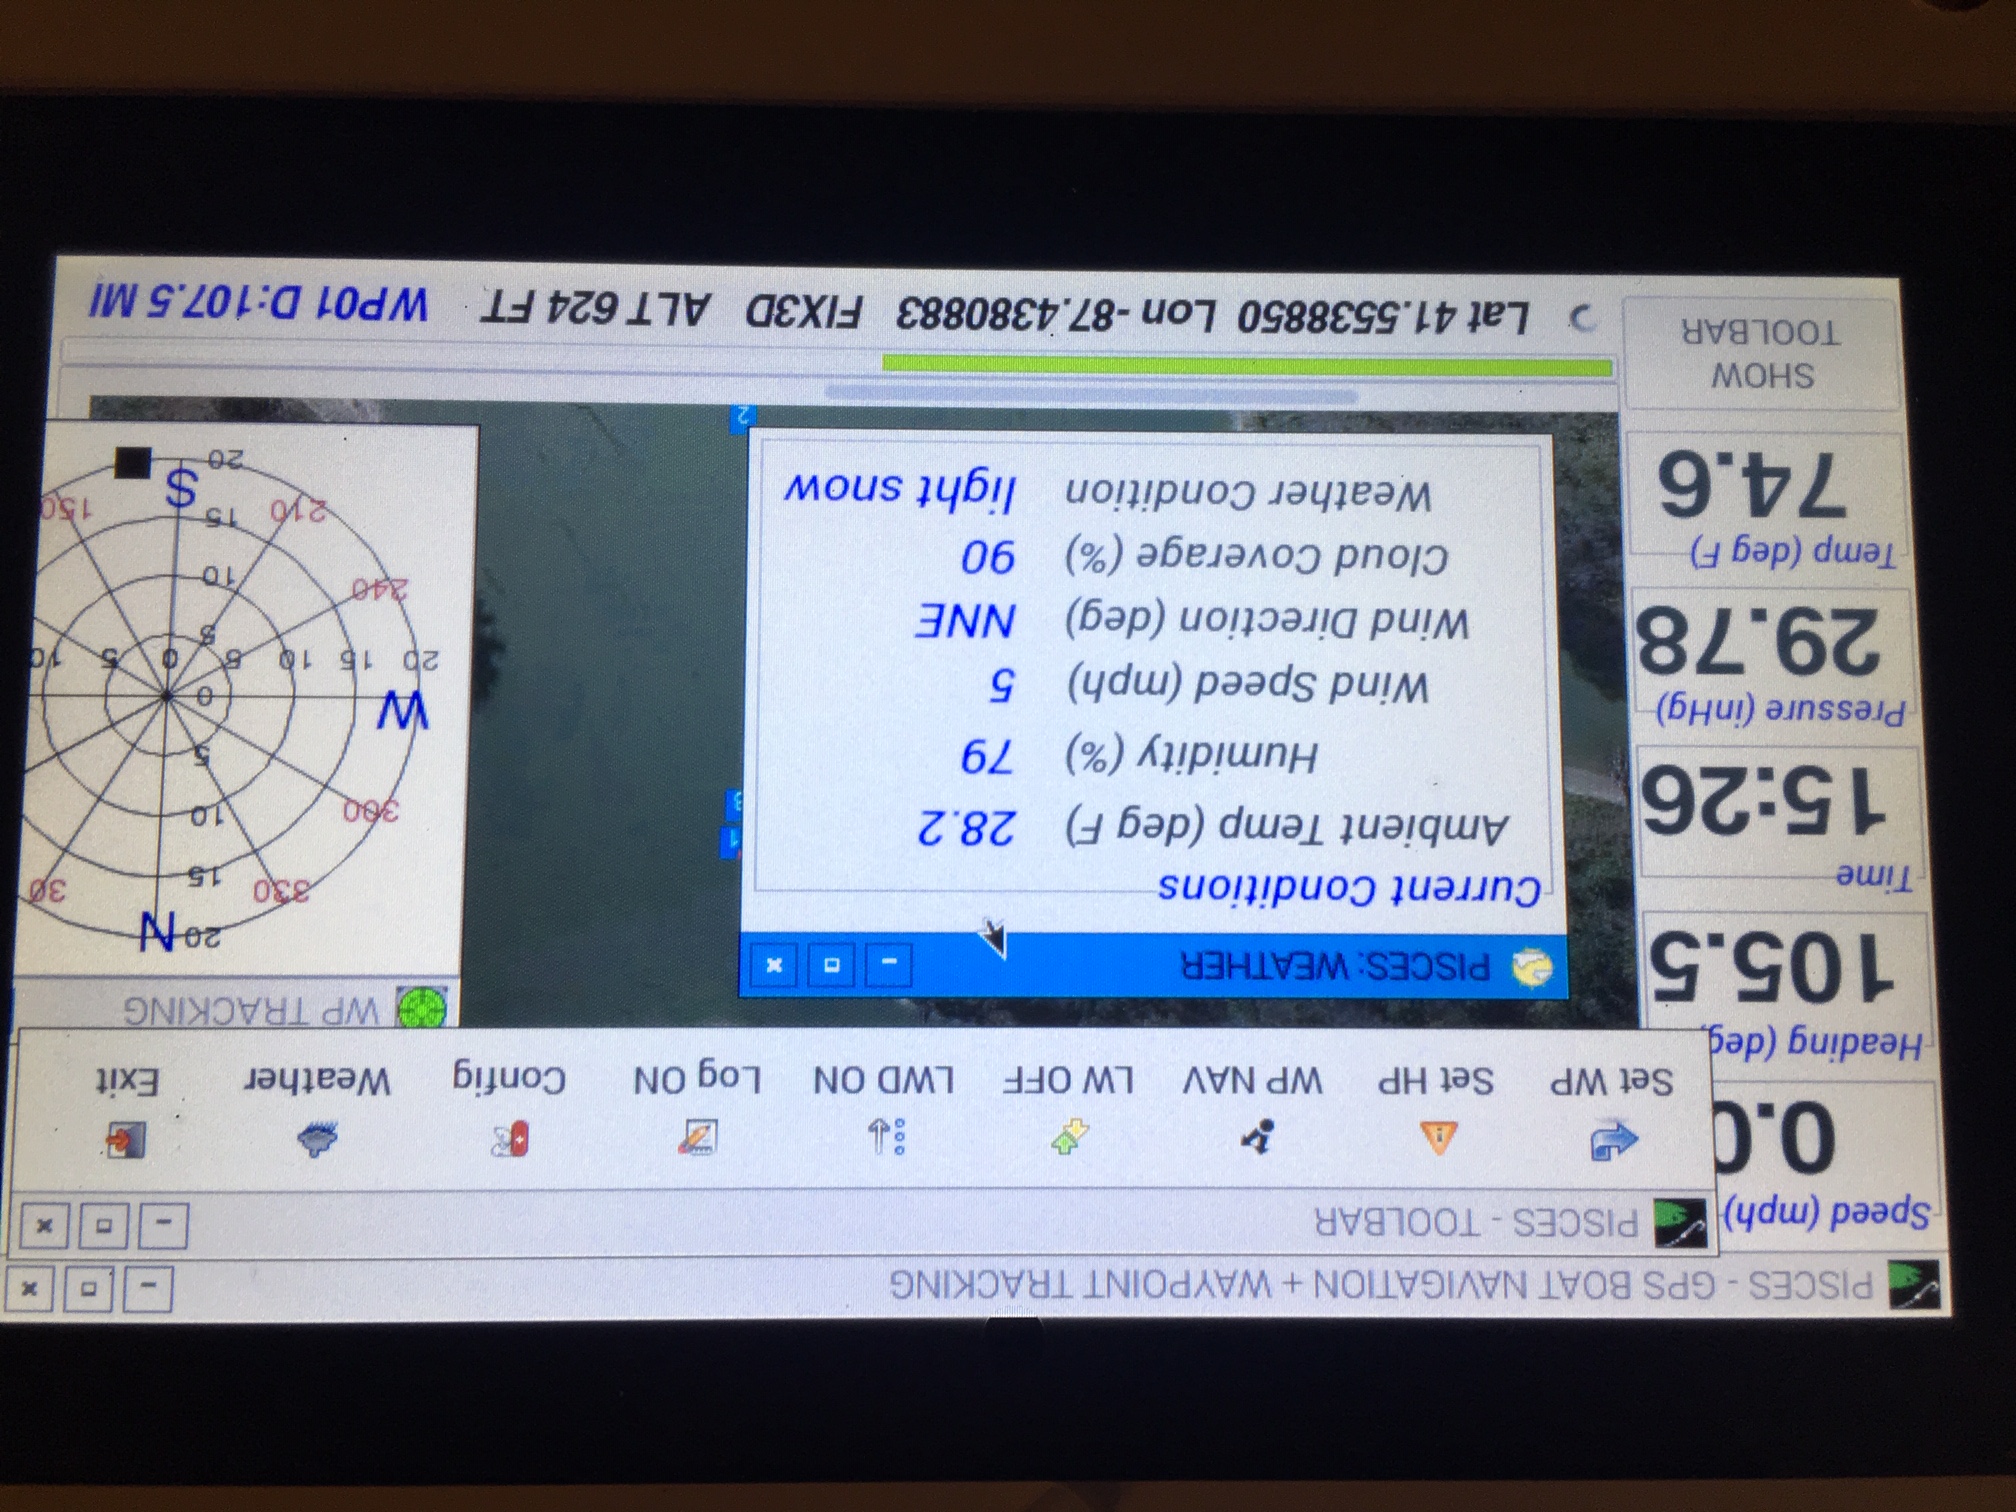 PISCES - GPS BOAT NAVIGATION + WAYPOINT TRACKING
PISCES - TOOLBAR
Set WP Set HP WP NAV LW OFF LWD ON Log ON Config Weather Exit
Speed (mph)
0.0
Heading (deg
105.5
Time
15:26
Pressure (inHg)
29.78
Temp (deg F)
74.6
SHOW
TOOLBAR
PISCES: WEATHER
Current Conditions
Ambient Temp (deg F) 28.2
Humidity (%) 79
Wind Speed (mph) 5
Wind Direction (deg) NNE
Cloud Coverage (%) 90
Weather Condition light snow
1
3
2
WP TRACKING
20 N
330 15 30
300 10
5
W 0
20 15 10 5 0 5 10
5
240 10
210 15 150
S
20
Lat 41.5538850 Lon -87.4380883 FIX3D ALT 624 FT WP01 D:107.5 MI